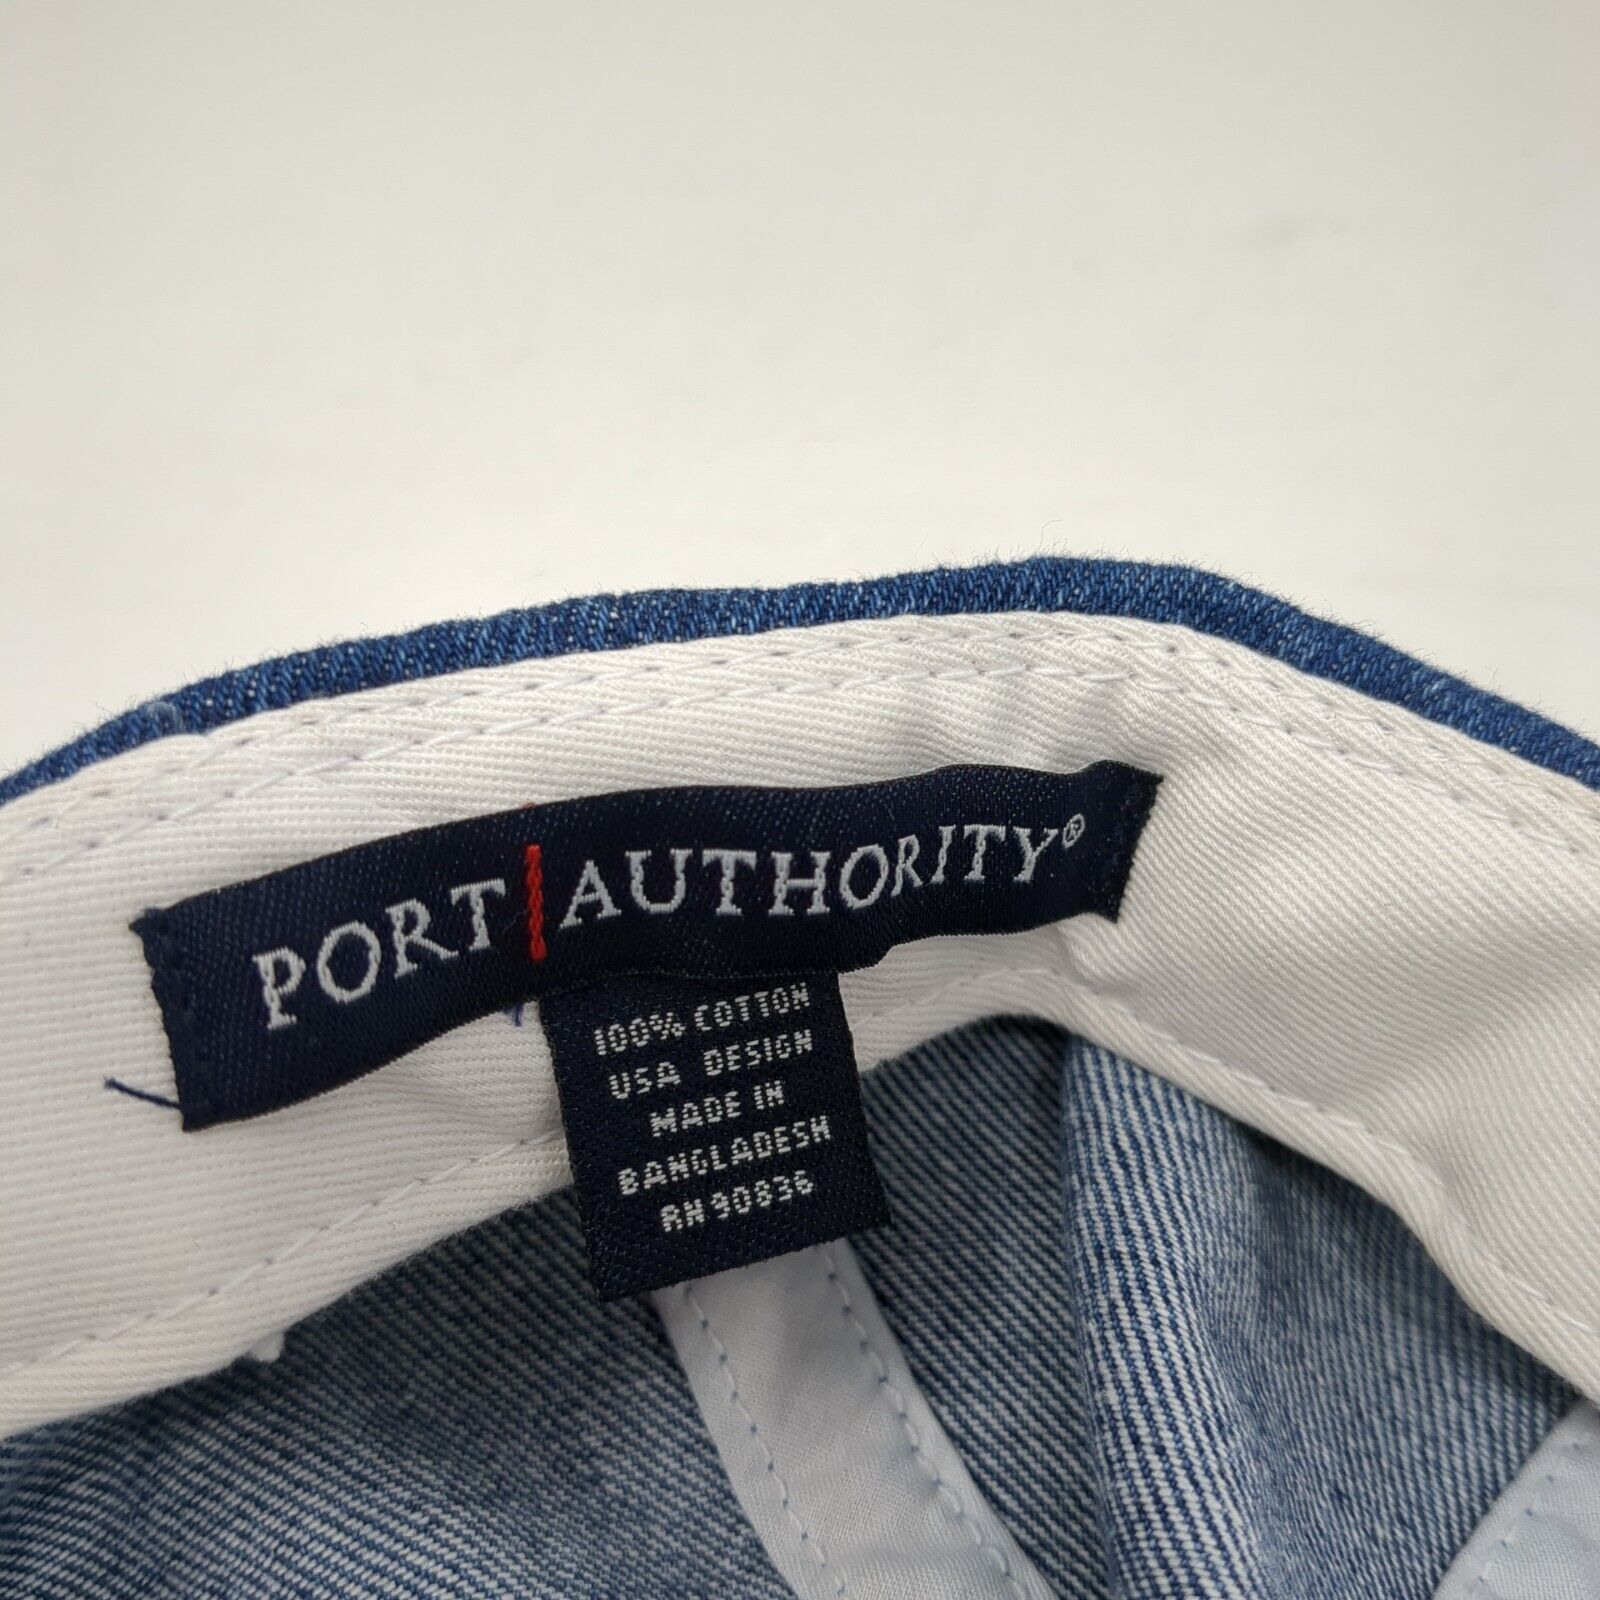 PORT|AUTHORITY®
100% COTTON
USA DESIGN
MADE IN
BANGLADESH
RN 90836